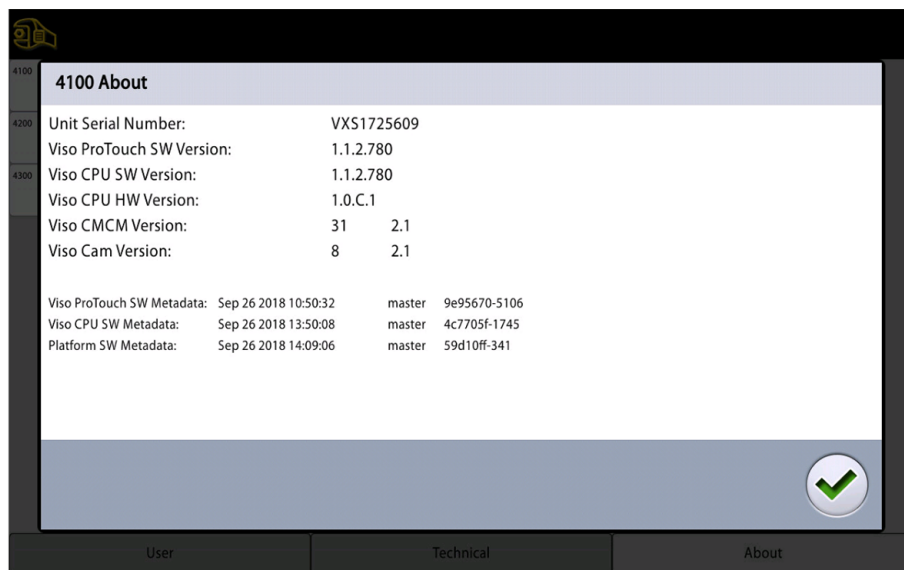 4100
4200
4300
4100 About
Unit Serial Number: VXS1725609
Viso ProTouch SW Version: 1.1.2.780
Viso CPU SW Version: 1.1.2.780
Viso CPU HW Version: 1.0.C.1
Viso CMCM Version: 31 2.1
Viso Cam Version: 8 2.1
Viso ProTouch SW Metadata: Sep 26 2018 10:50:32 master 9e95670-5106
Viso CPU SW Metadata: Sep 26 2018 13:50:08 master 4c7705f-1745
Platform SW Metadata: Sep 26 2018 14:09:06 master 59d10ff-341
User Technical About